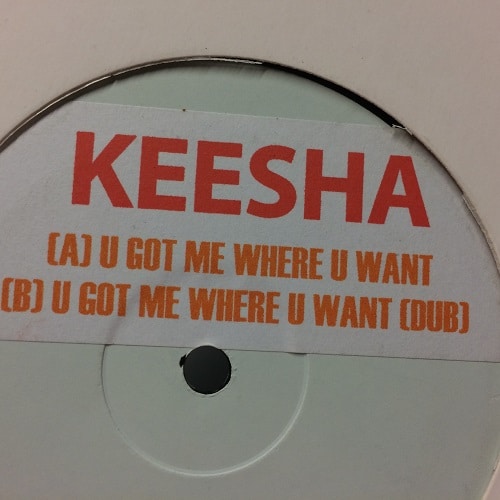 KEESHA
(A) U GOT ME WHERE U WANT
(B) U GOT ME WHERE U WANT (DUB)